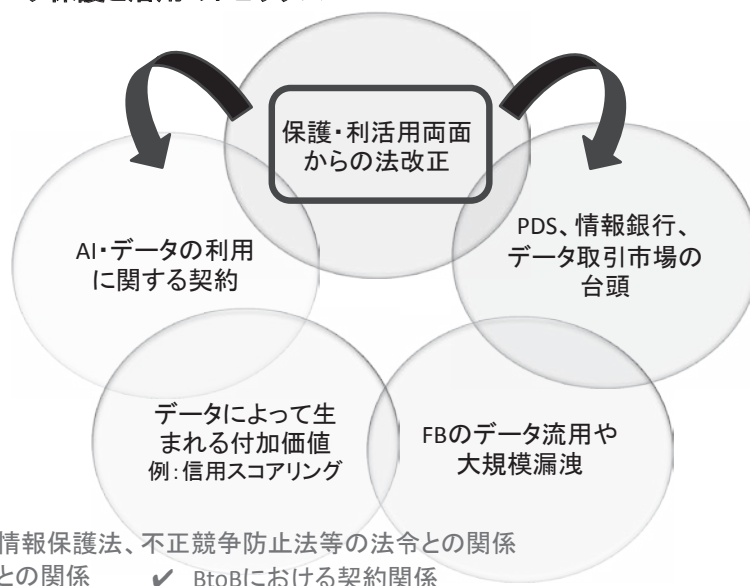 保護・利活用両面
からの法改正
AI・データの利用
に関する契約
PDS、情報銀行、
データ取引市場の
台頭
データによって生
まれる付加価値
例：信用スコアリング
FBのデータ流用や
大規模漏洩
情報保護法、不正競争防止法等の法令との関係
との関係 ✔ BtoBにおける契約関係